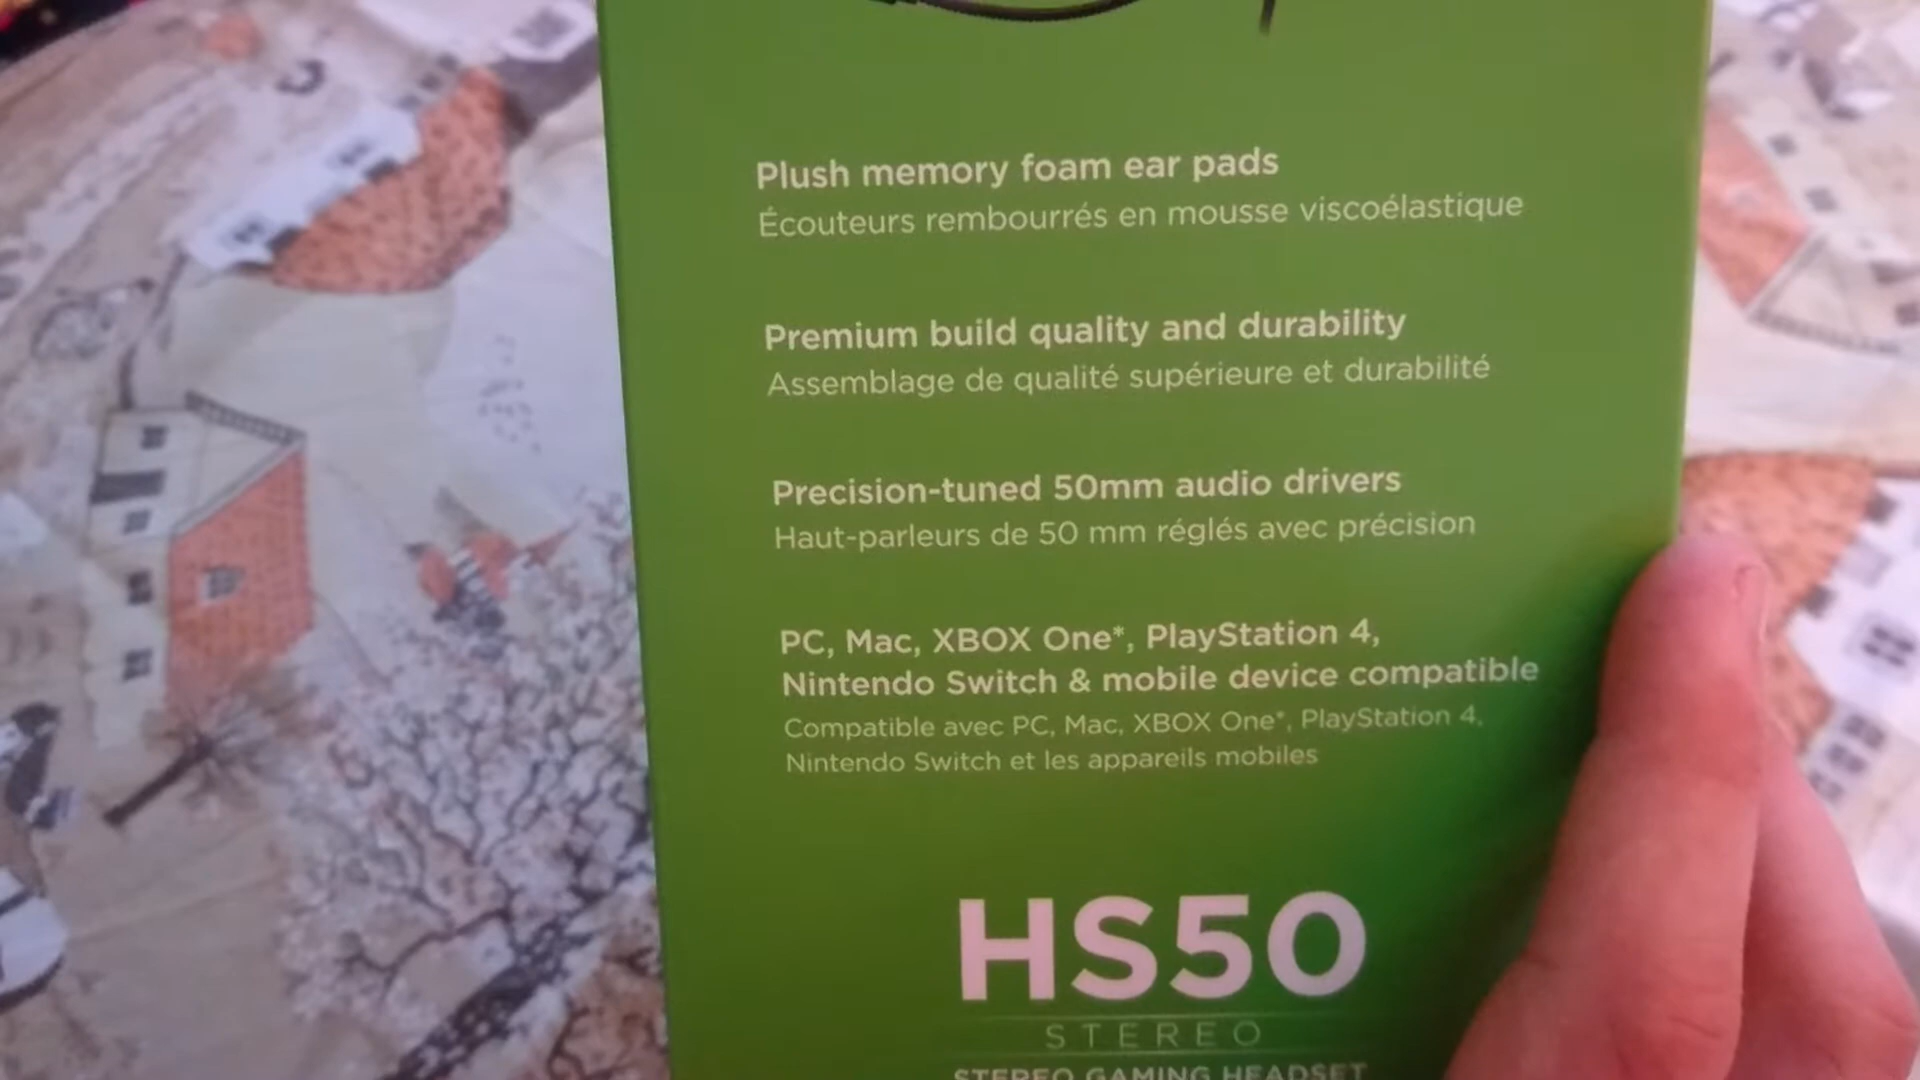 Plush memory foam ear pads
Écouteurs rembourrés en mousse viscoélastique
Premium build quality and durability
Assemblage de qualité supérieure et durabilité
Precision-tuned 50mm audio drivers
Haut-parleurs de 50 mm réglés avec précision
PC, Mac, XBOX One*, PlayStation 4,
Nintendo Switch & mobile device compatible
Compatible avec PC, Mac, XBOX One*, PlayStation 4,
Nintendo Switch et les appareils mobiles
HS50
STEREO
STEREO GAMING HEADSET